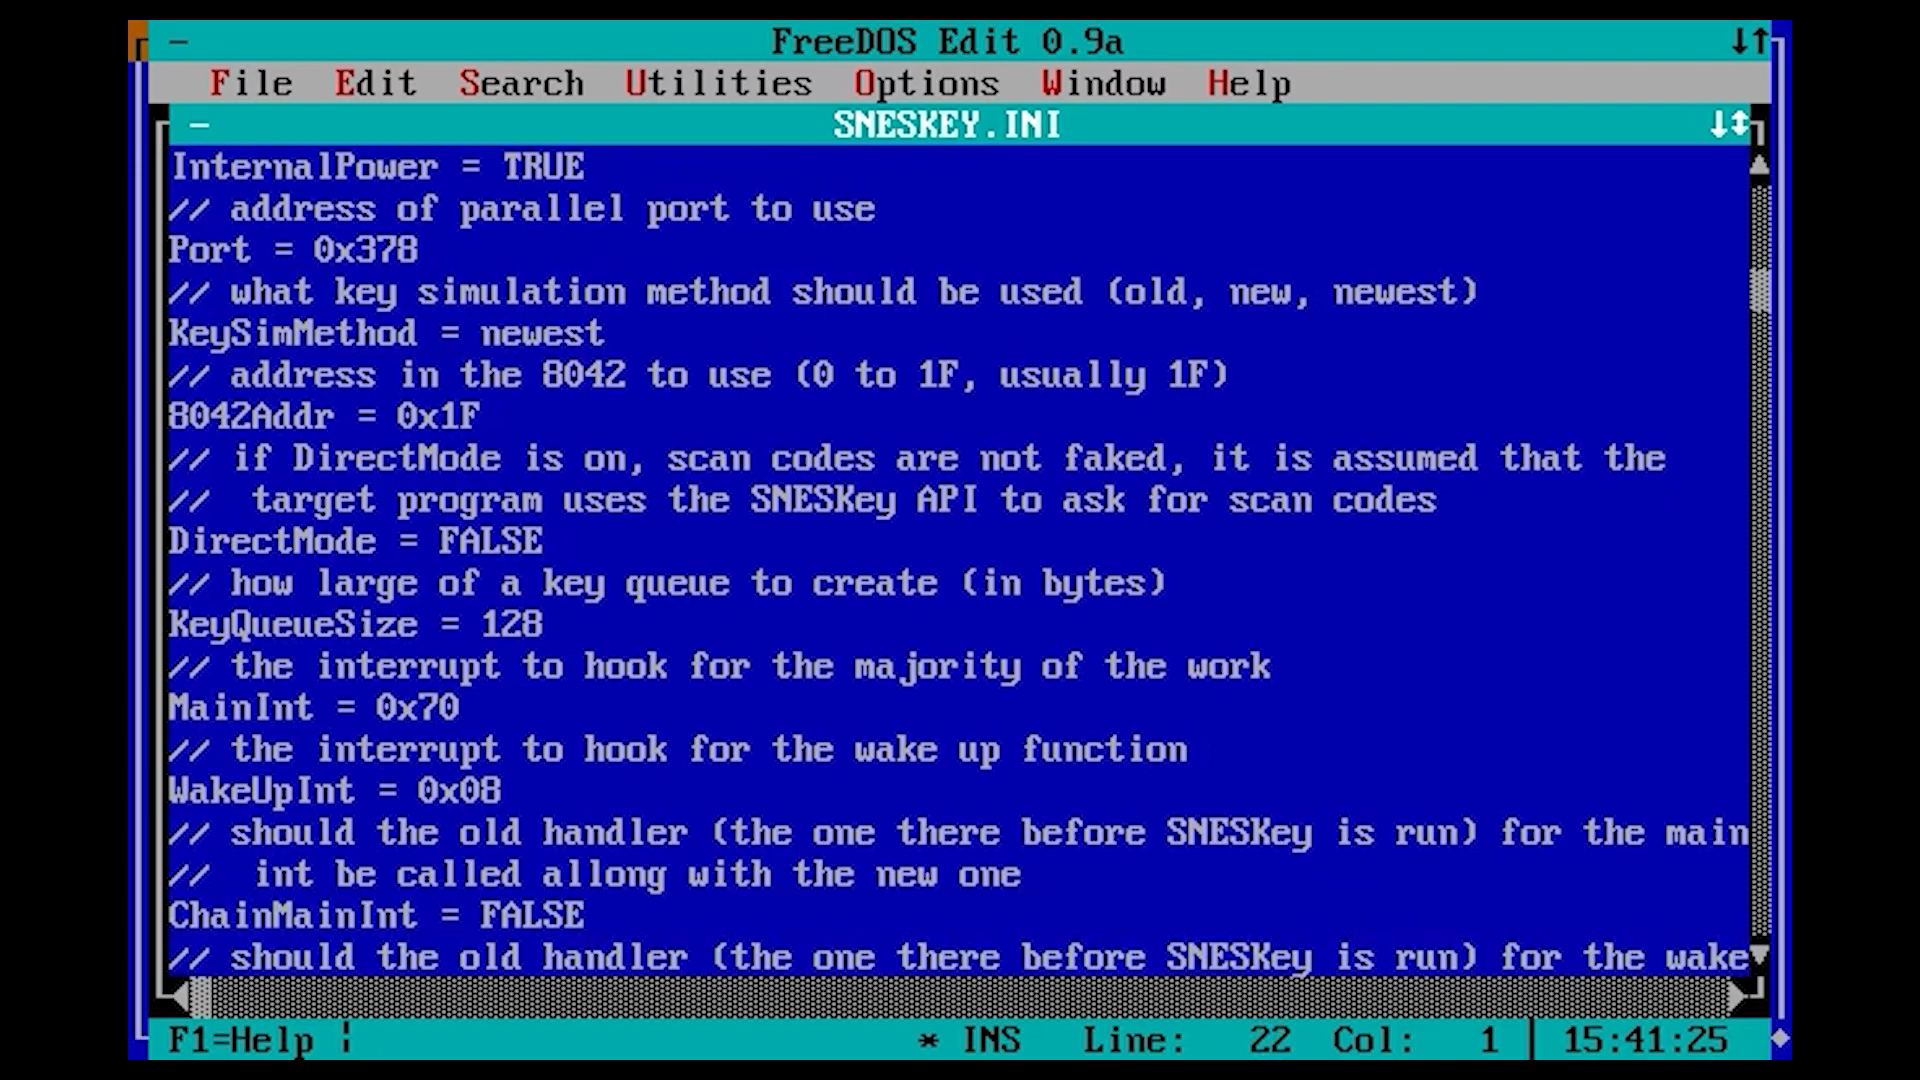 FreeDOS Edit 0.9a
File Edit Search Utilities Options Window Help
SNESKEY.INI
InternalPower = TRUE
// address of parallel port to use
Port = 0x378
// what key simulation method should be used (old, new, newest)
KeySimMethod = newest
// address in the 8042 to use (0 to 1F, usually 1F)
8042Addr = 0x1F
// if DirectMode is on, scan codes are not faked, it is assumed that the
//  target program uses the SNESKey API to ask for scan codes
DirectMode = FALSE
// how large of a key queue to create (in bytes)
KeyQueueSize = 128
// the interrupt to hook for the majority of the work
MainInt = 0x70
// the interrupt to hook for the wake up function
WakeUpInt = 0x08
// should the old handler (the one there before SNESKey is run) for the main
//  int be called allong with the new one
ChainMainInt = FALSE
// should the old handler (the one there before SNESKey is run) for the wake
F1=Help ¦ * INS Line: 22 Col: 1 │ 15:41:25